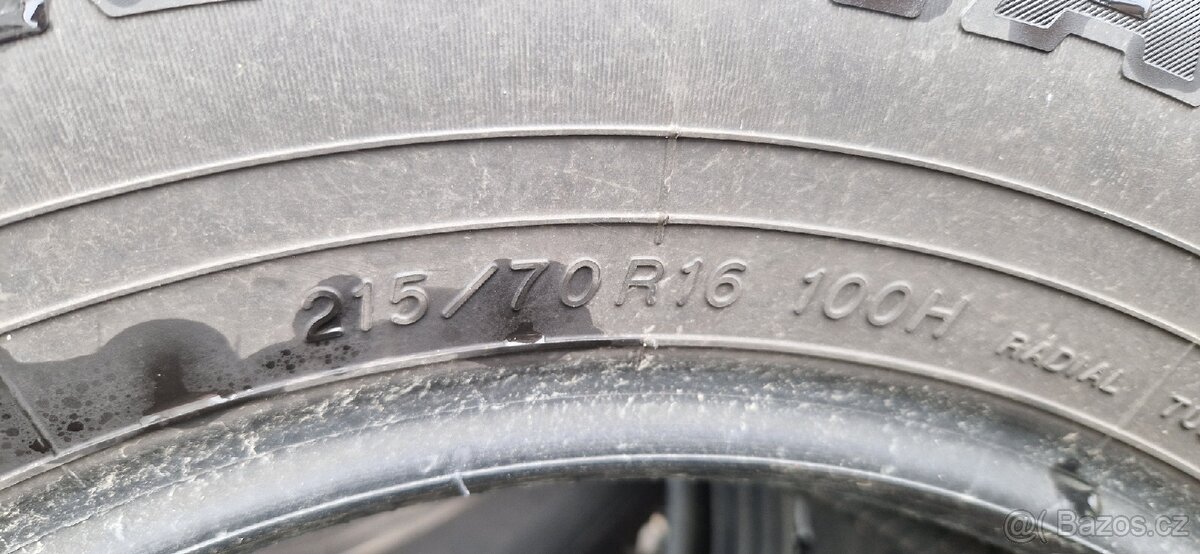 215/70R16 100H RADIAL
@( Bazos.cz